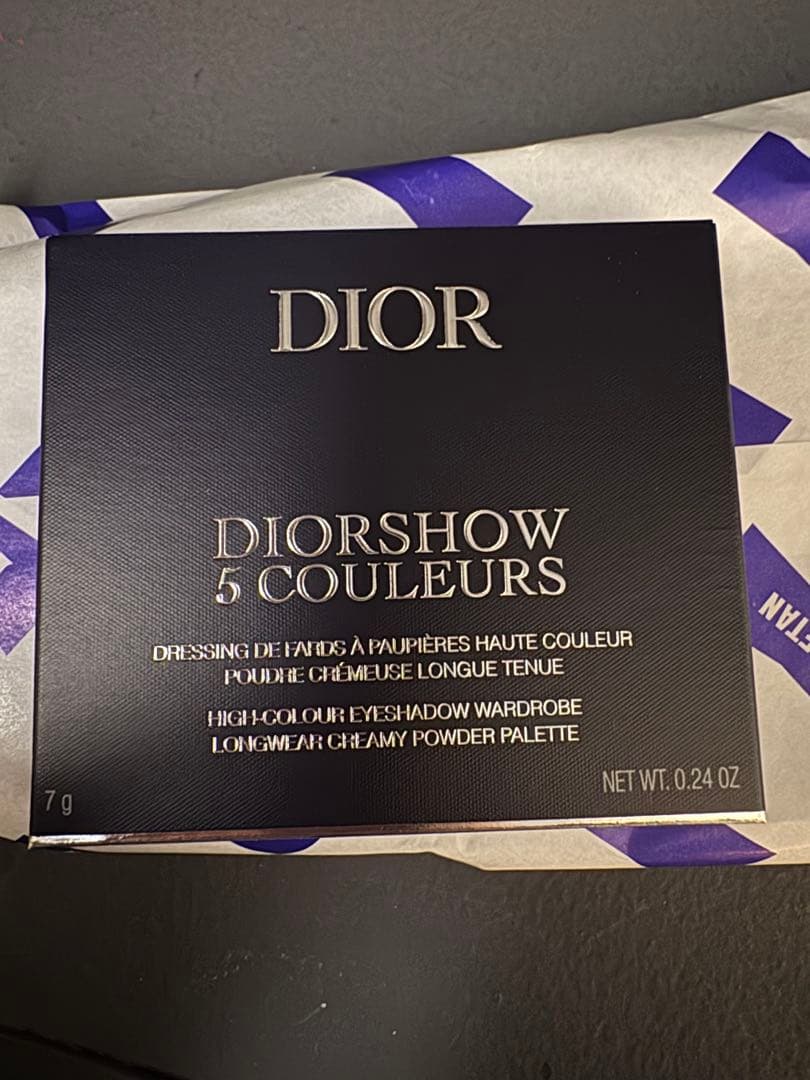 DIOR
DIORSHOW
5 COULEURS
DRESSING DE FARDS À PAUPIÈRES HAUTE COULEUR
POUDRE CRÉMEUSE LONGUE TENUE
HIGH-COLOUR EYESHADOW WARDROBE
LONGWEAR CREAMY POWDER PALETTE
7 g
NET WT. 0.24 OZ